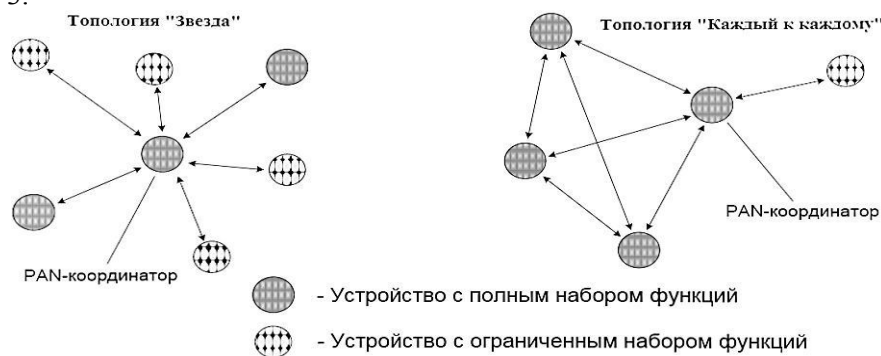 Топология "Звезда"
Топология "Каждый к каждому"
PAN-координатор
PAN-координатор
- Устройство с полным набором функций
- Устройство с ограниченным набором функций